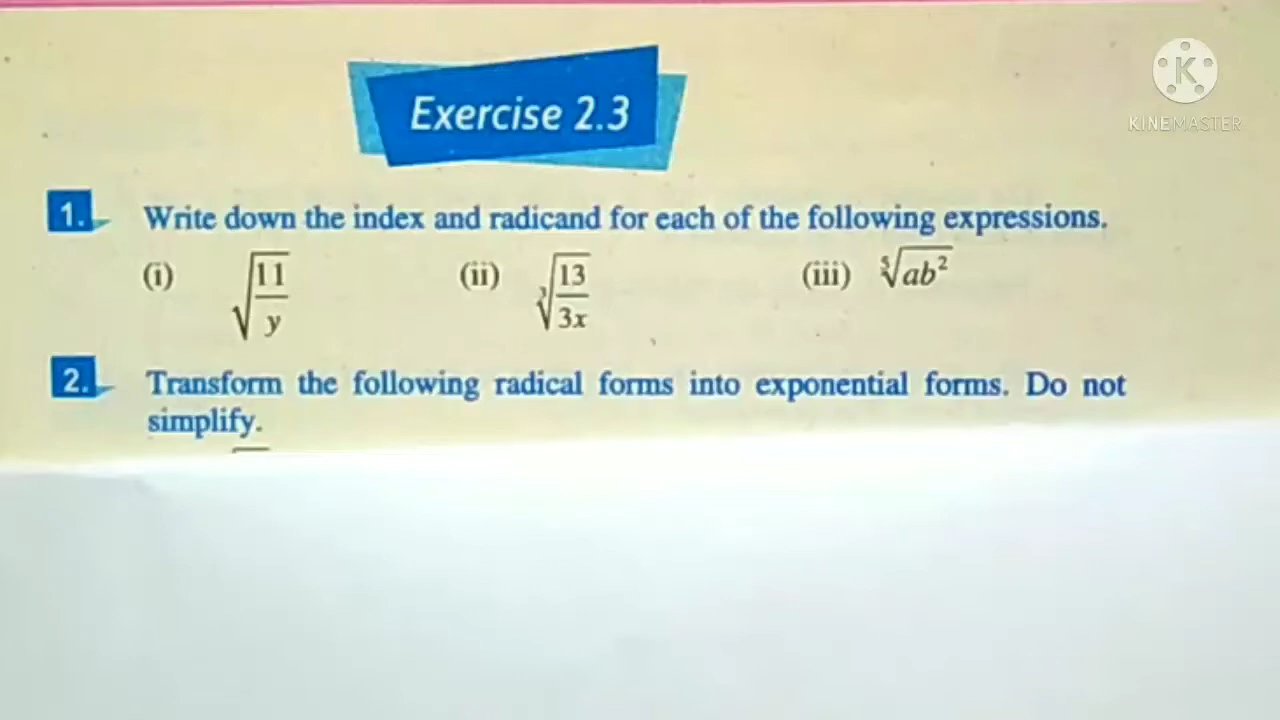 Exercise 2.3
KINEMASTER
1. Write down the index and radicand for each of the following expressions.
(i) √(11/y) (ii) ∛(13/3x) (iii) ⁵√(ab²)
2. Transform the following radical forms into exponential forms. Do not
simplify.